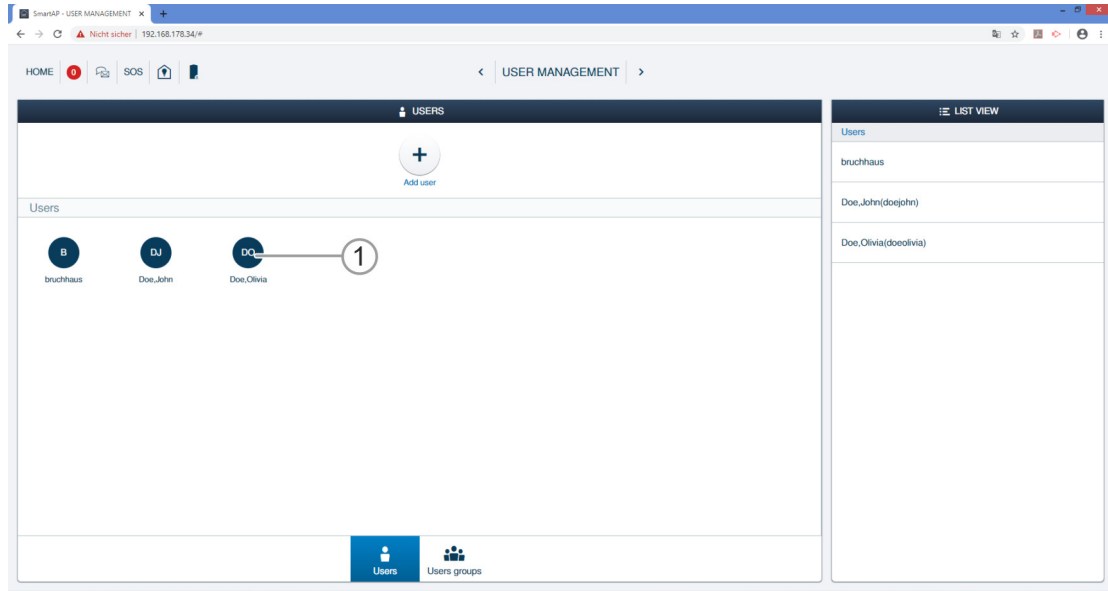 SmartAP - USER MANAGEMENT
Nicht sicher | 192.168.178.34/#
HOME 0 SOS < USER MANAGEMENT >
USERS
Add user
Users
B DJ DO 1
bruchhaus Doe,John Doe,Olivia
Users Users groups
LIST VIEW
Users
bruchhaus
Doe,John(doejohn)
Doe,Olivia(doeolivia)